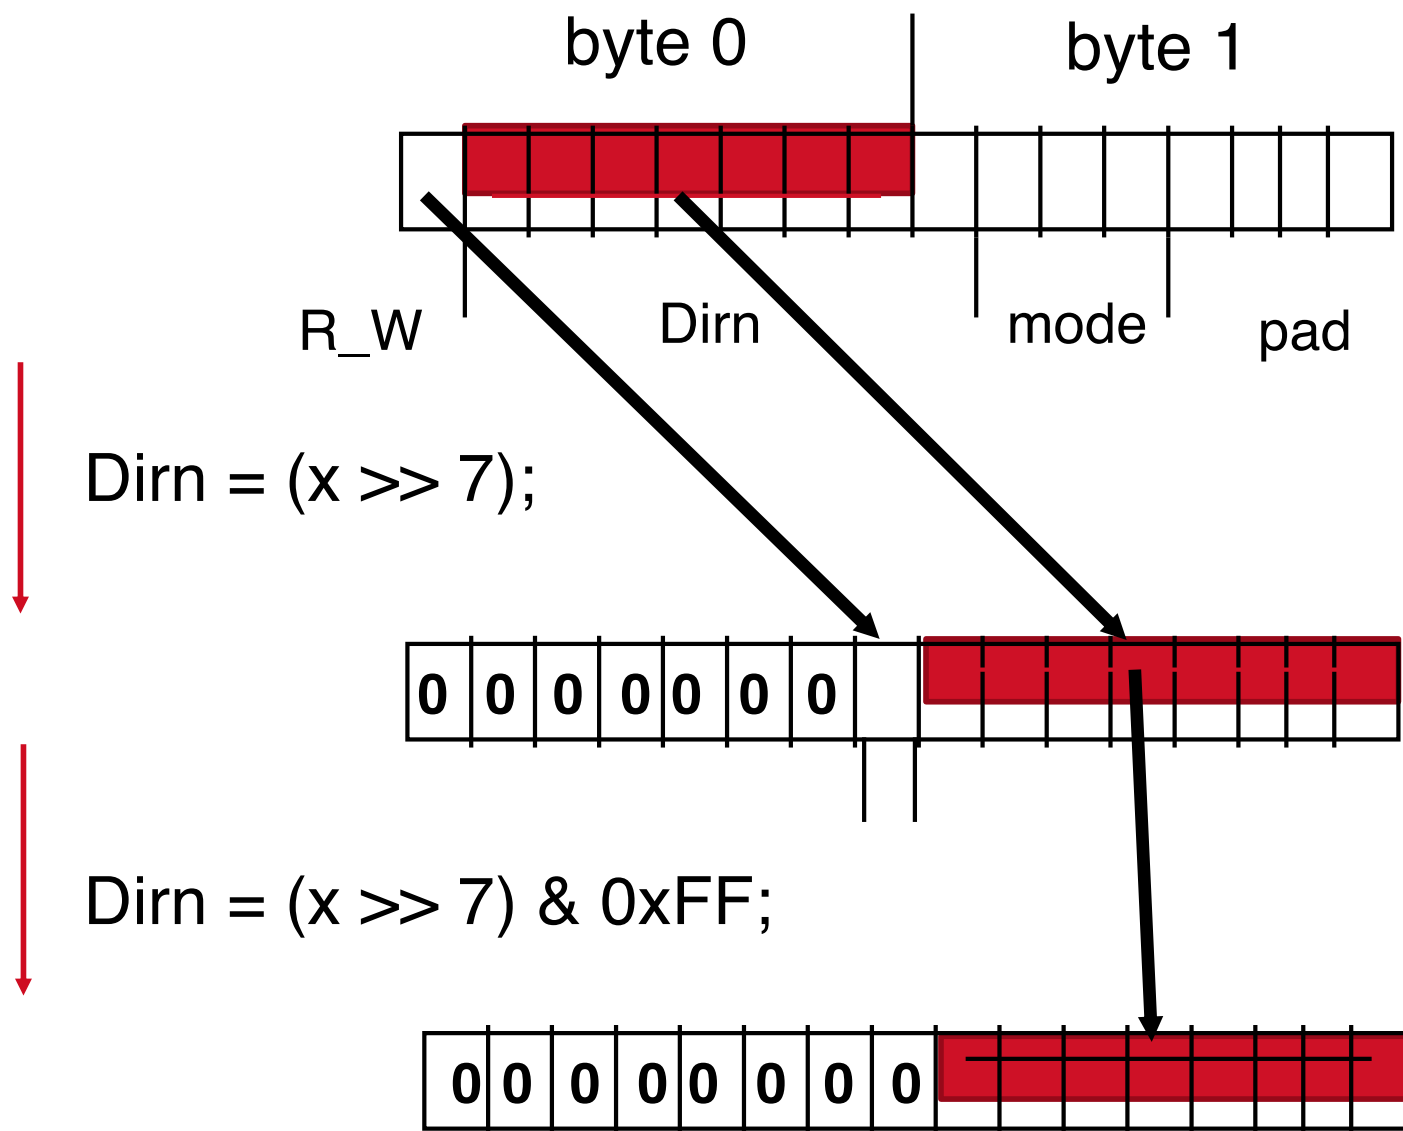 byte 0 byte 1
R_W Dirn mode pad
Dirn = (x >> 7);
0 0 0 0 0 0 0
Dirn = (x >> 7) & 0xFF;
0 0 0 0 0 0 0 0